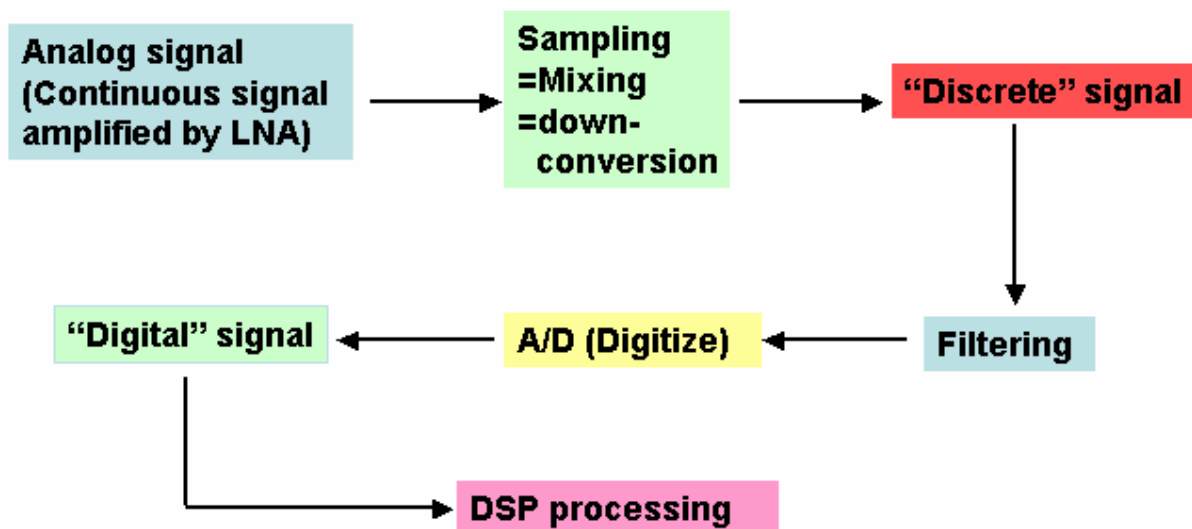 Analog signal
(Continuous signal
amplified by LNA)
Sampling
=Mixing
=down-
conversion
“Discrete” signal
Filtering
A/D (Digitize)
“Digital” signal
DSP processing